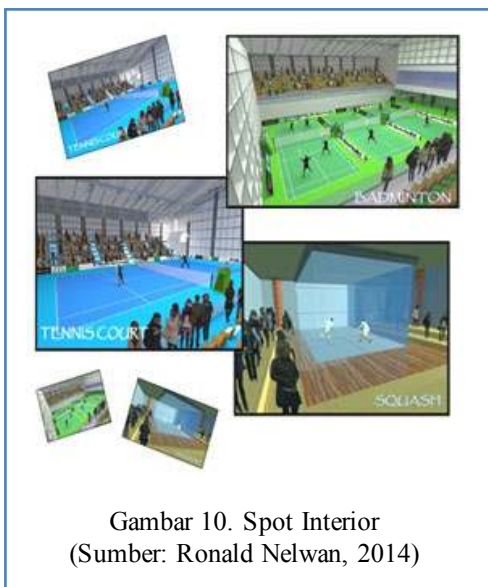 TENNIS COURT
BADMINTON
TENNIS COURT
SQUASH
Gambar 10. Spot Interior
(Sumber: Ronald Nelwan, 2014)